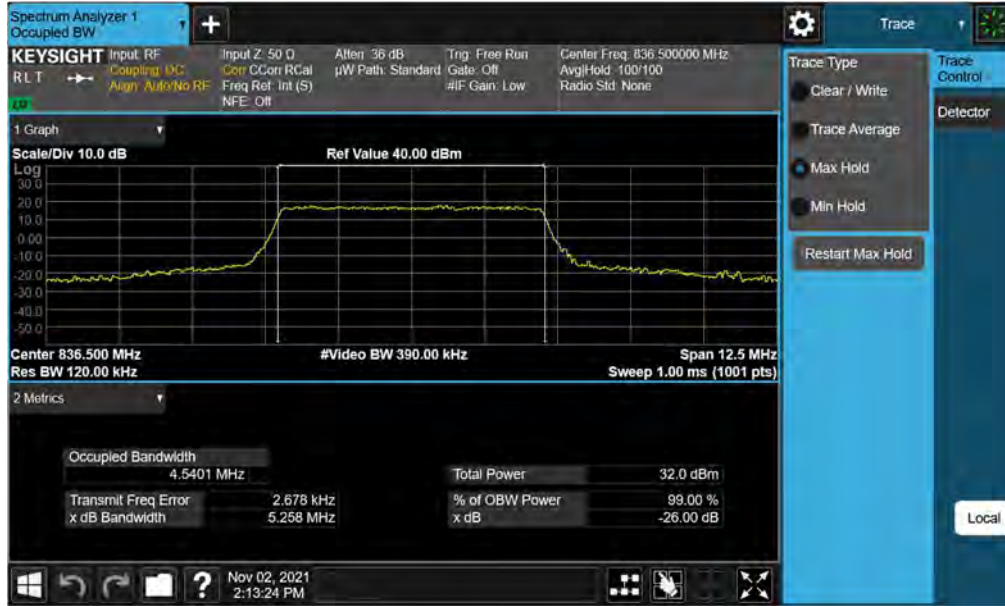 Spectrum Analyzer 1
Occupied BW
Trace
KEYSIGHT
RLT
LXI
Input: RF
Coupling: DC
Align: Auto/No RF
Input Z: 50 Ω
Corr CCorr RCal
Freq Ref: Int (S)
NFE: Off
Atten: 36 dB
µW Path: Standard
Trig: Free Run
Gate: Off
#IF Gain: Low
Center Freq: 836.500000 MHz
Avg|Hold: 100/100
Radio Std: None
Trace Type
Clear / Write
Trace Average
Max Hold
Min Hold
Restart Max Hold
Trace
Control
Detector
Local
1 Graph
Scale/Div 10.0 dB
Ref Value 40.00 dBm
Log
30.0
20.0
10.0
0.00
-10.0
-20.0
-30.0
-40.0
-50.0
Center 836.500 MHz
#Video BW 390.00 kHz
Span 12.5 MHz
Res BW 120.00 kHz
Sweep 1.00 ms (1001 pts)
2 Metrics
Occupied Bandwidth
4.5401 MHz
Total Power 32.0 dBm
Transmit Freq Error 2.678 kHz
% of OBW Power 99.00 %
x dB Bandwidth 5.258 MHz
x dB -26.00 dB
?
Nov 02, 2021
2:13:24 PM